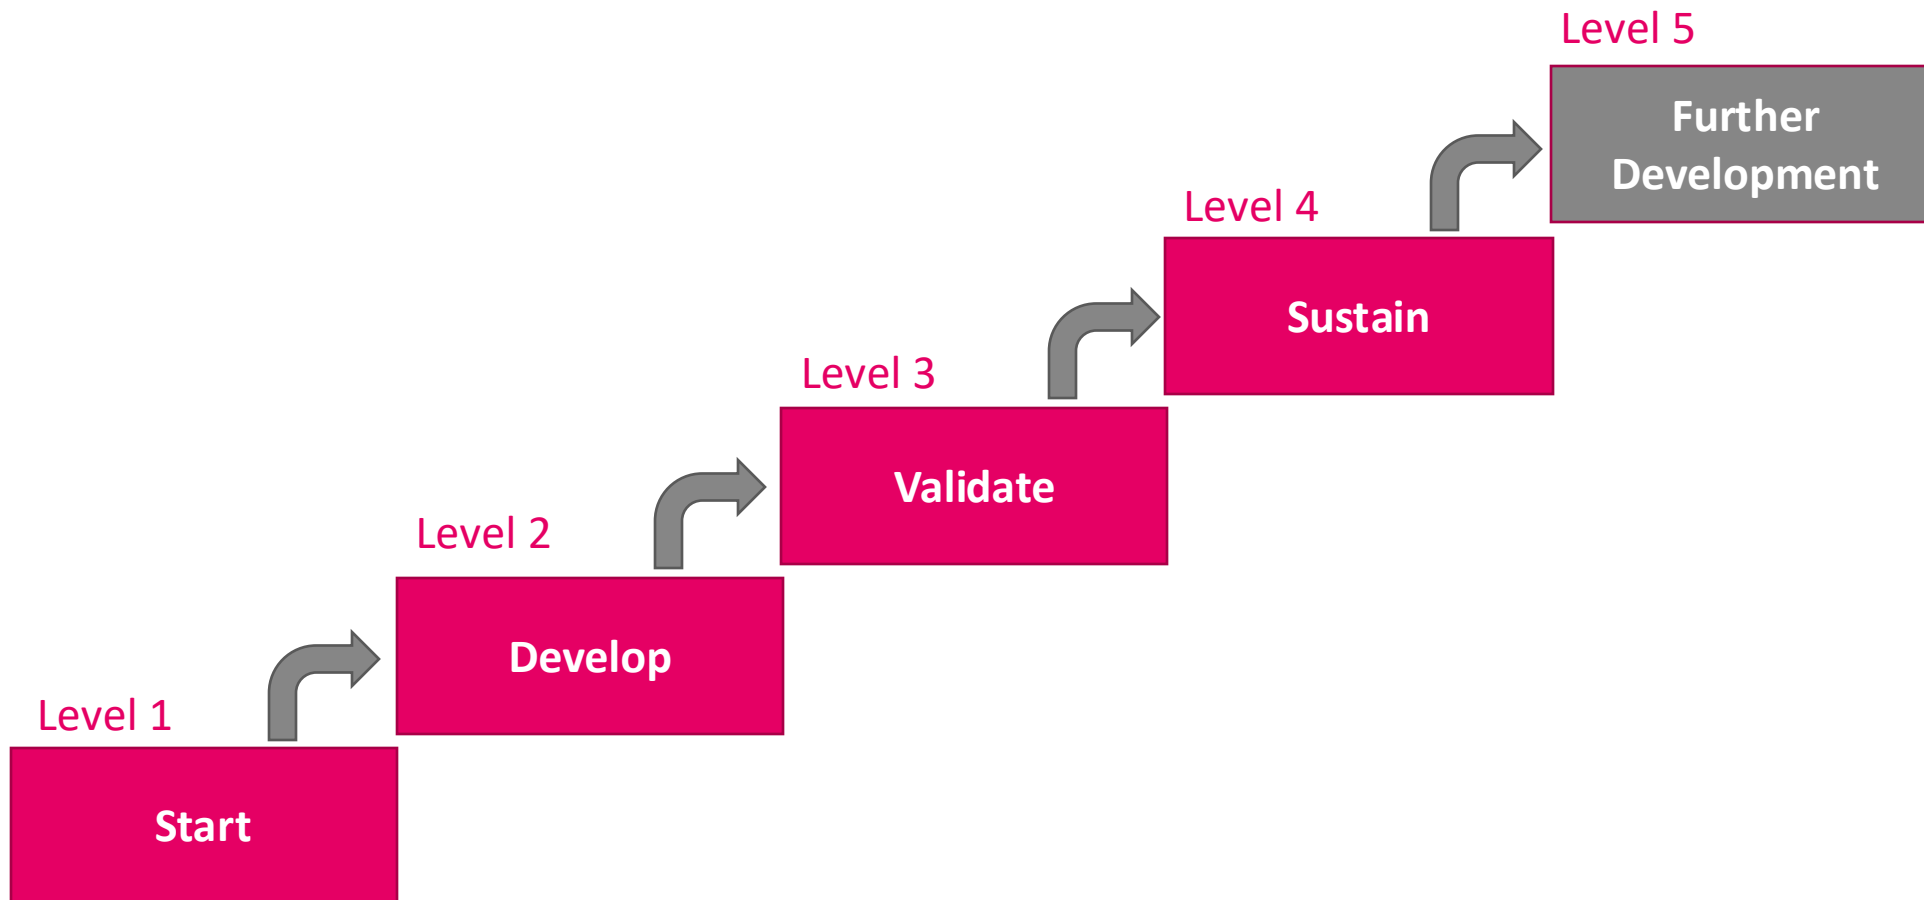 Level 5
Further
Development
Level 4
Sustain
Level 3
Validate
Level 2
Develop
Level 1
Start